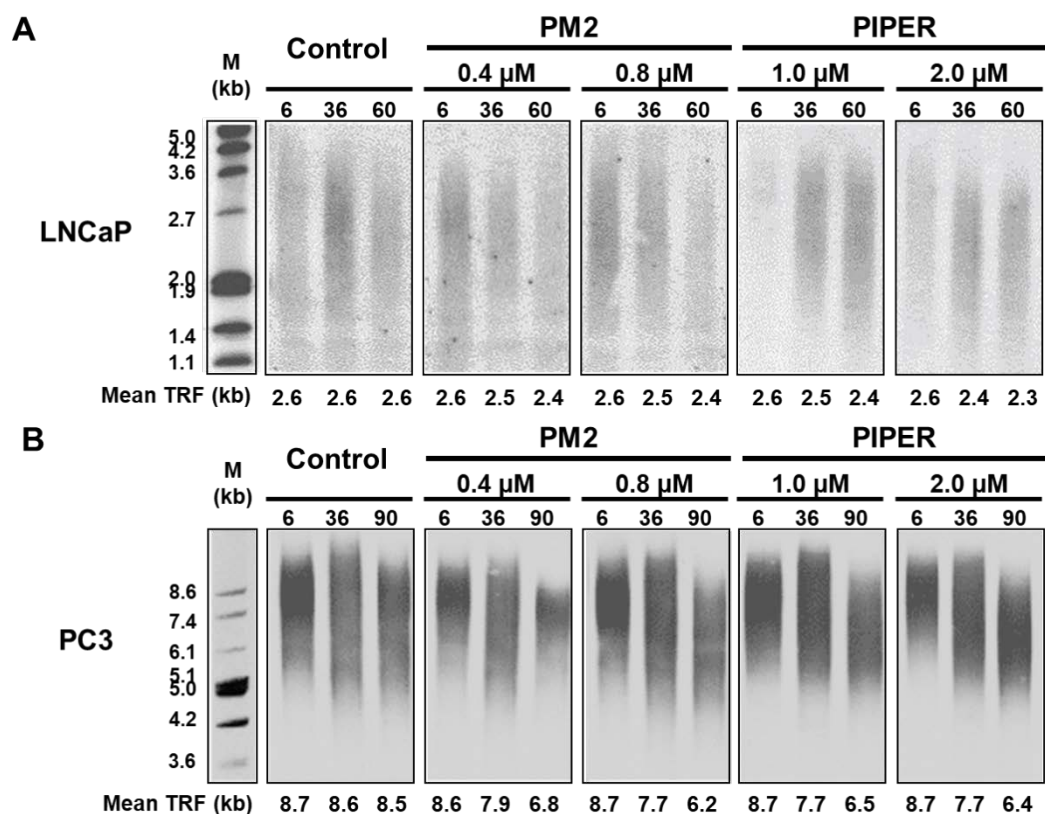 A
Control
PM2
PIPER
M
(kb)
0.4 µM
0.8 µM
1.0 µM
2.0 µM
6 36 60 6 36 60 6 36 60 6 36 60 6 36 60
5.0
4.2
3.6
2.7
2.0
1.9
1.4
1.1
LNCaP
Mean TRF (kb) 2.6 2.6 2.6 2.6 2.5 2.4 2.6 2.5 2.4 2.6 2.5 2.4 2.6 2.4 2.3
B
Control
PM2
PIPER
M
(kb)
0.4 µM
0.8 µM
1.0 µM
2.0 µM
6 36 90 6 36 90 6 36 90 6 36 90 6 36 90
8.6
7.4
6.1
5.1
5.0
4.2
3.6
PC3
Mean TRF (kb) 8.7 8.6 8.5 8.6 7.9 6.8 8.7 7.7 6.2 8.7 7.7 6.5 8.7 7.7 6.4